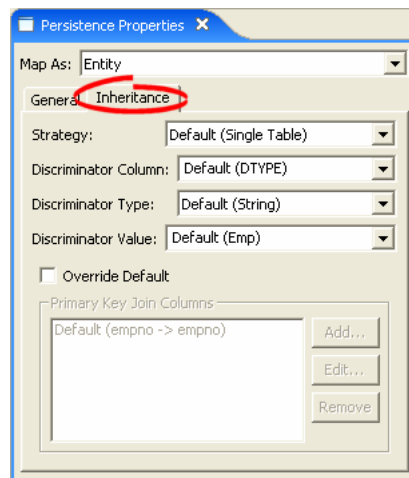 Persistence Properties
Map As: Entity
General Inheritance
Strategy: Default (Single Table)
Discriminator Column: Default (DTYPE)
Discriminator Type: Default (String)
Discriminator Value: Default (Emp)
Override Default
Primary Key Join Columns
Default (empno -> empno)
Add...
Edit...
Remove